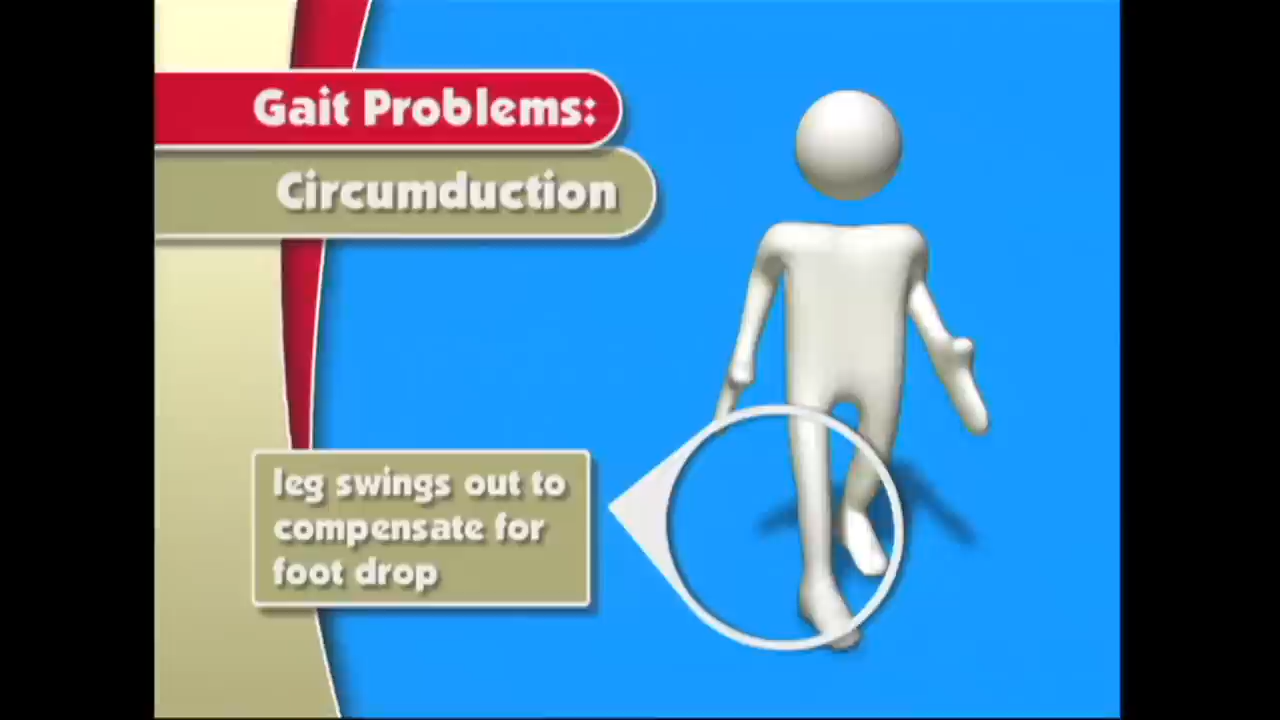 Gait Problems:
Circumduction
leg swings out to
compensate for
foot drop